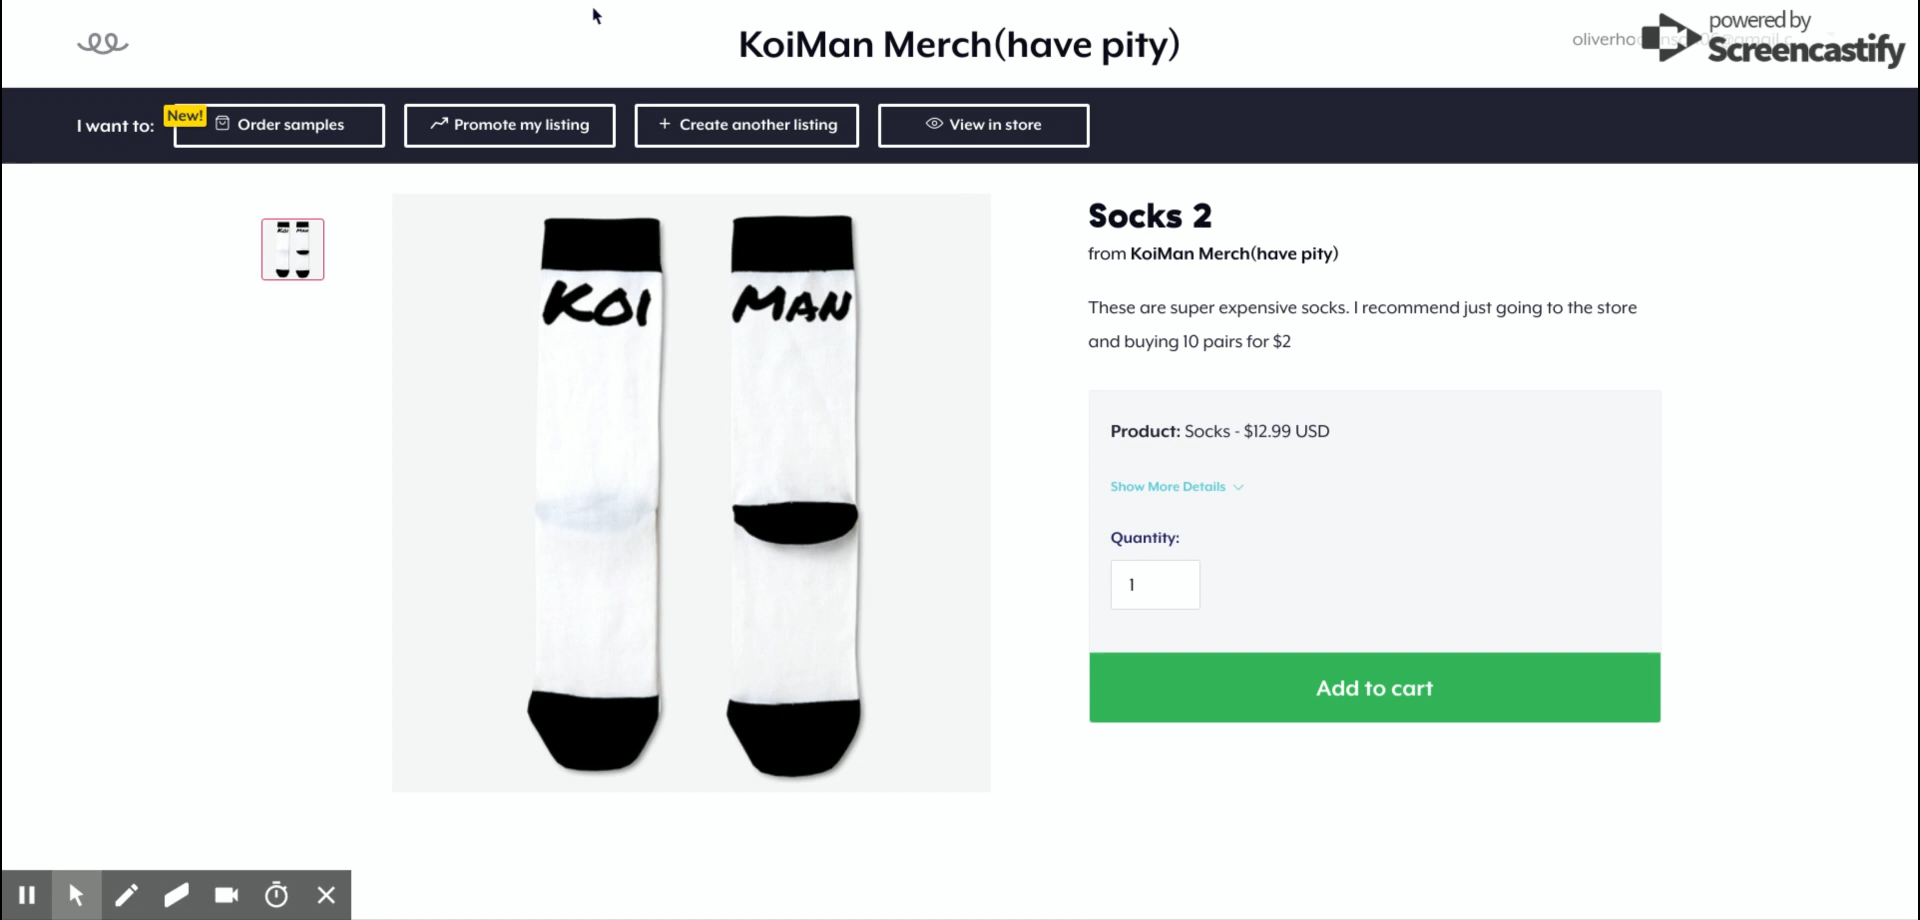 KoiMan Merch(have pity)
powered by
Screencastify
I want to:
New!
Order samples
Promote my listing
+ Create another listing
View in store
KOI
MAN
Socks 2
from KoiMan Merch(have pity)
These are super expensive socks. I recommend just going to the store
and buying 10 pairs for $2
Product: Socks - $12.99 USD
Show More Details
Quantity:
1
Add to cart